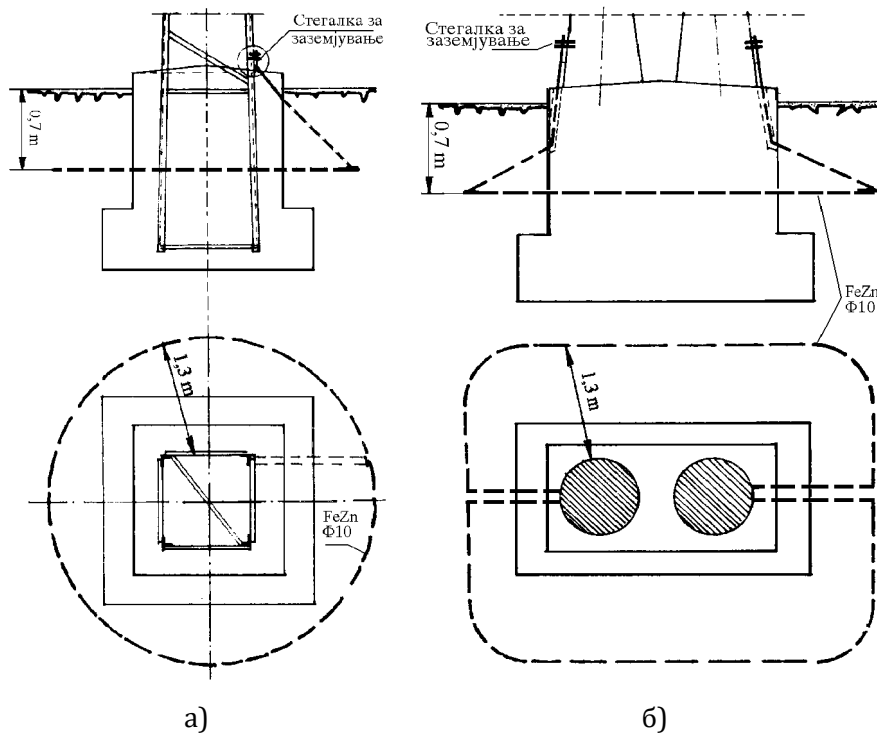 Стегалка за
заземјување
0,7 m
1,3 m
FeZn
Φ10
а)
Стегалка за
заземјување
0,7 m
FeZn
Φ10
1,3 m
б)